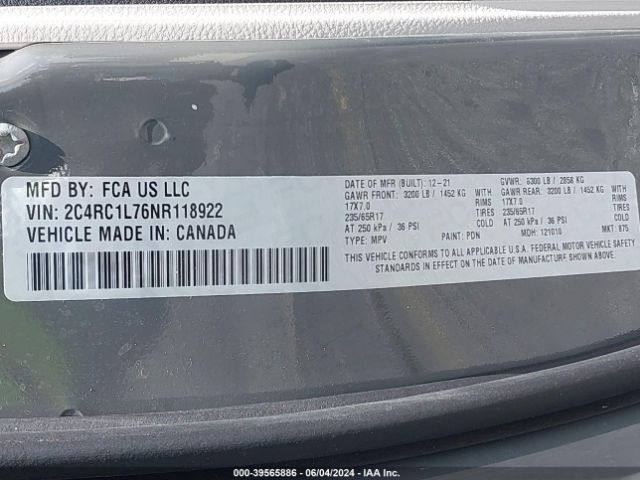 MFD BY: FCA US LLC
VIN: 2C4RC1L76NR118922
VEHICLE MADE IN: CANADA
DATE OF MFR (BUILT): 12-21
GVWR: 6300 LB / 2858 KG
GAWR FRONT: 3200 LB / 1452 KG
RIMS
GAWR REAR: 3200 LB / 1452 KG
RIMS
17X7.0
17X7.0
235/65R17
235/65R17
AT 250 kPa / 36 PSI
COLD
AT 250 kPa / 36 PSI
COLD
TYPE: MPV
PAINT: PDN
MDH: 121010
MKT: 875
THIS VEHICLE CONFORMS TO ALL APPLICABLE U.S.A. FEDERAL MOTOR VEHICLE SAFETY
STANDARDS IN EFFECT ON THE DATE OF MANUFACTURE SHOWN ABOVE.
000-39565886 - 06/04/2024 - IAA Inc.